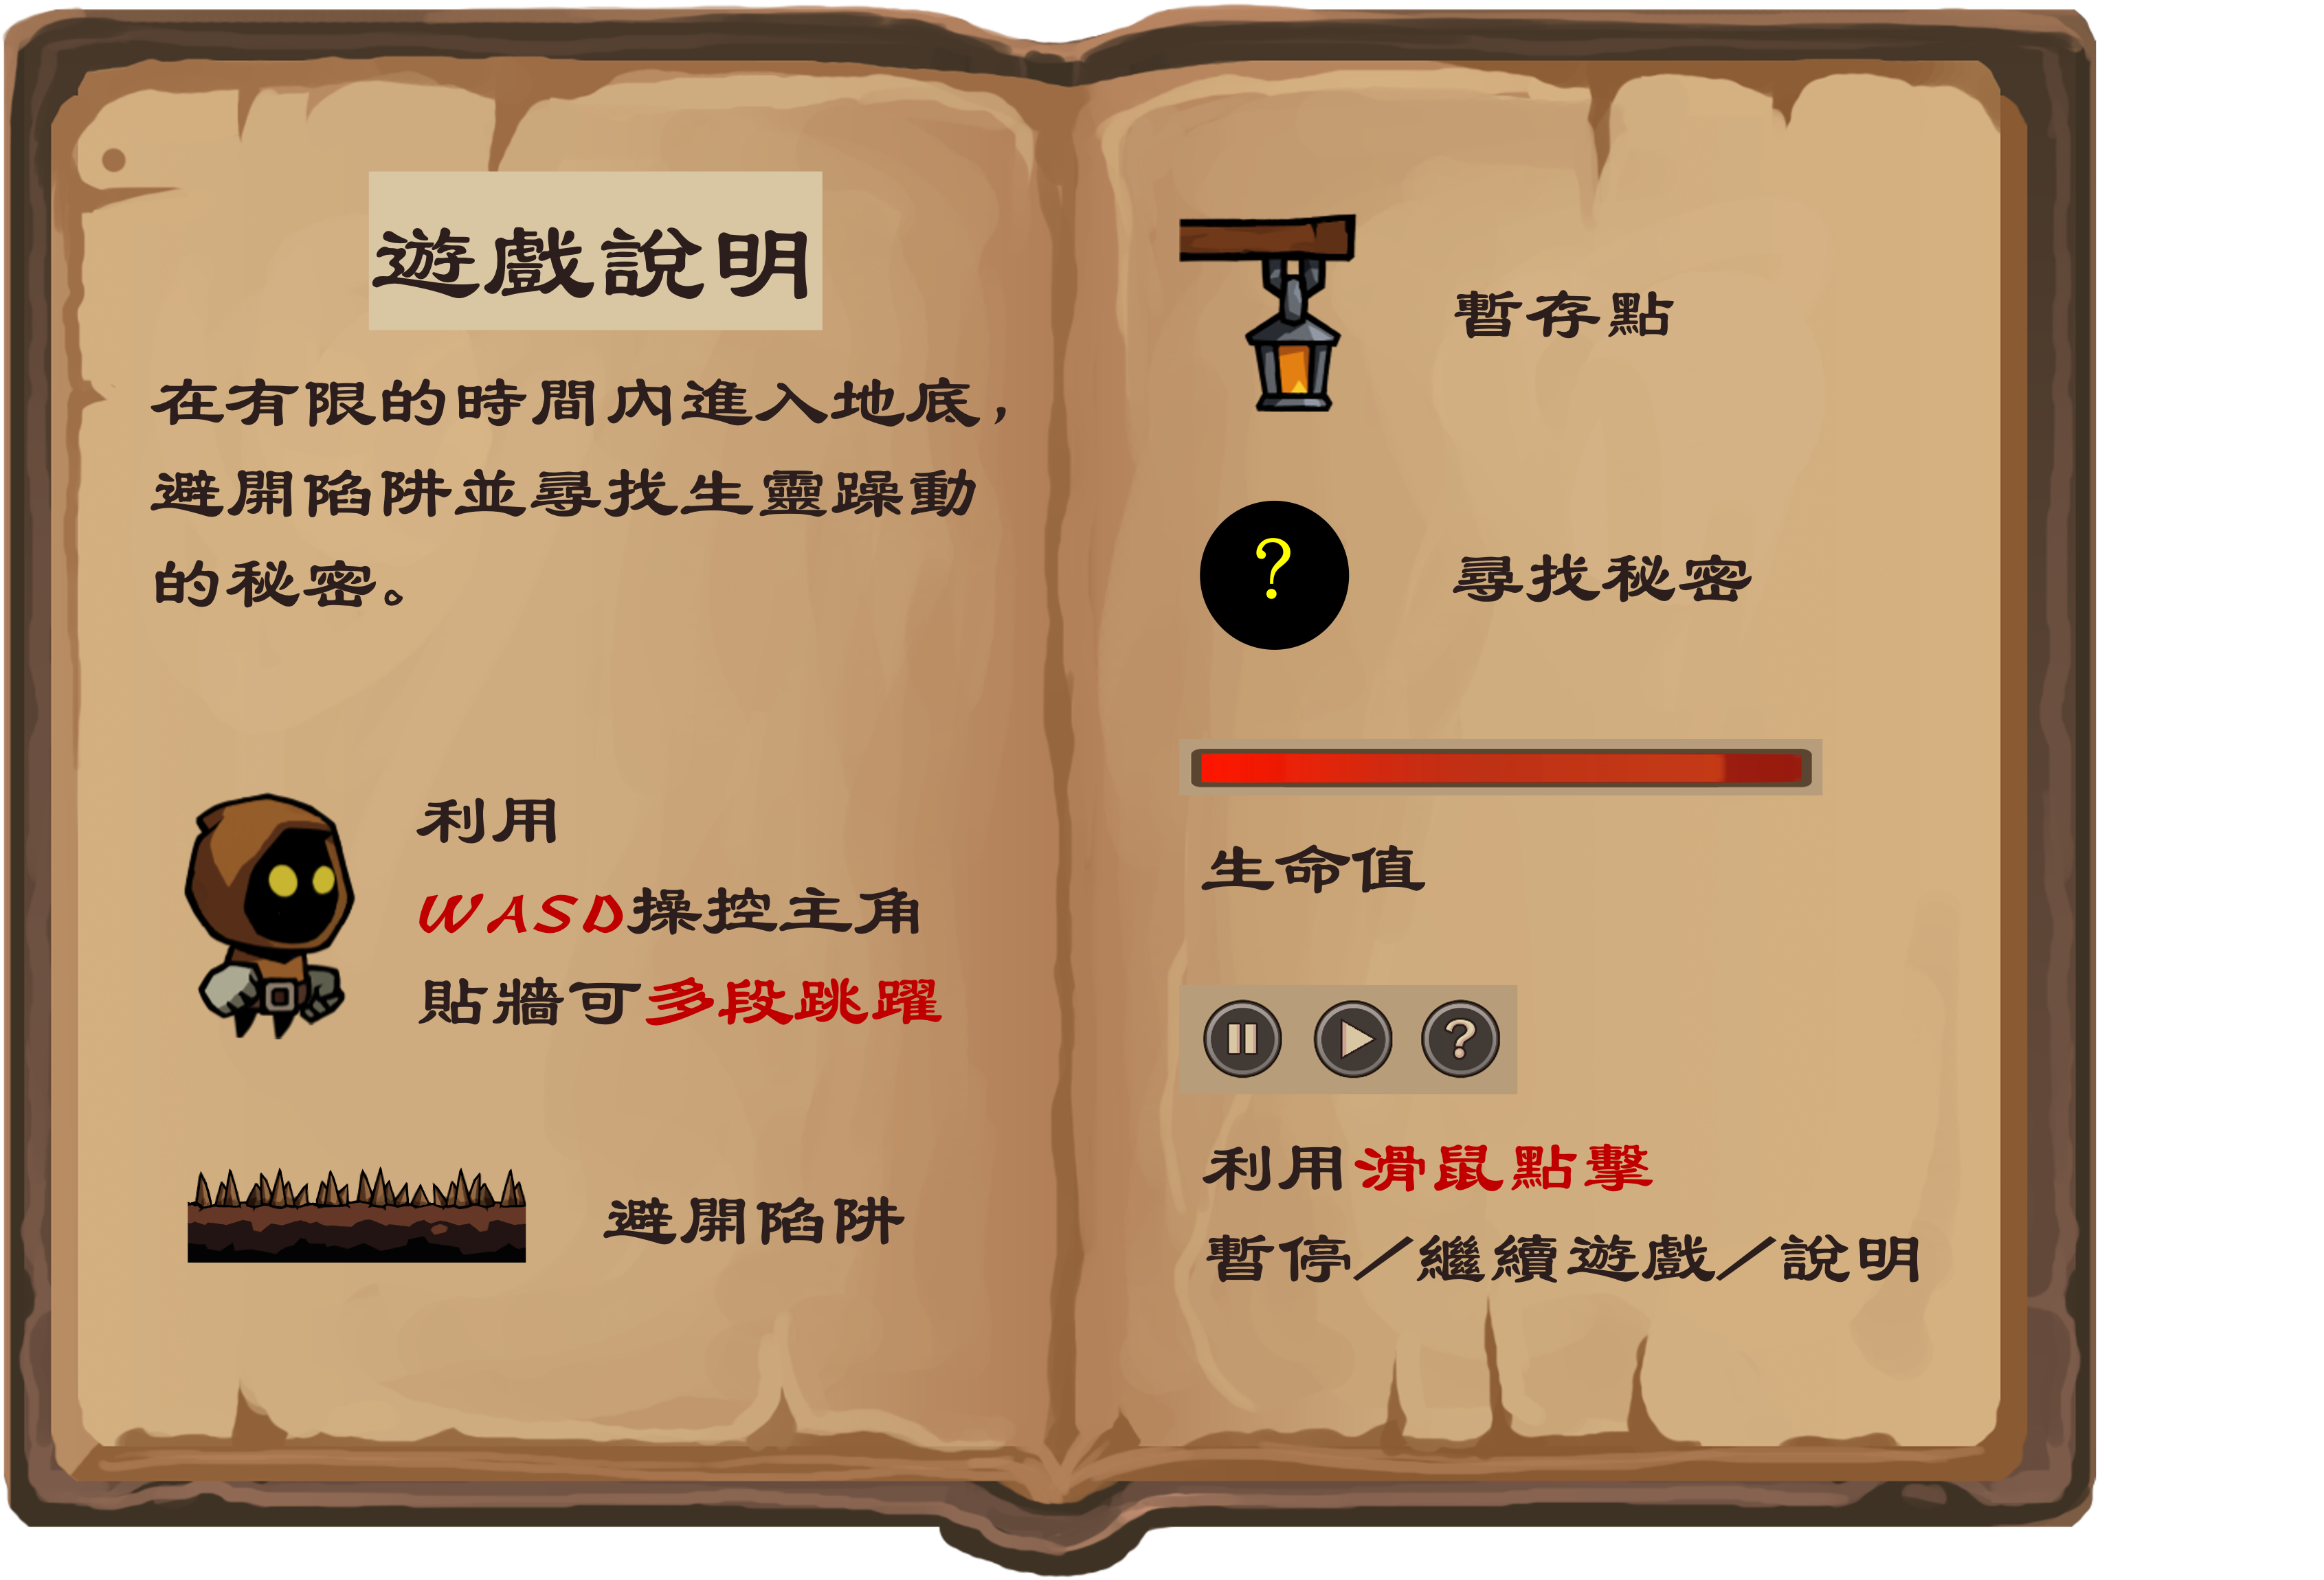 遊戲說明
在有限的時間內進入地底，
避開陷阱並尋找生靈躁動
的秘密。
利用
WASD操控主角
貼牆可多段跳躍
避開陷阱
暫存點
?
尋找秘密
生命值
?
利用滑鼠點擊
暫停/繼續遊戲/說明